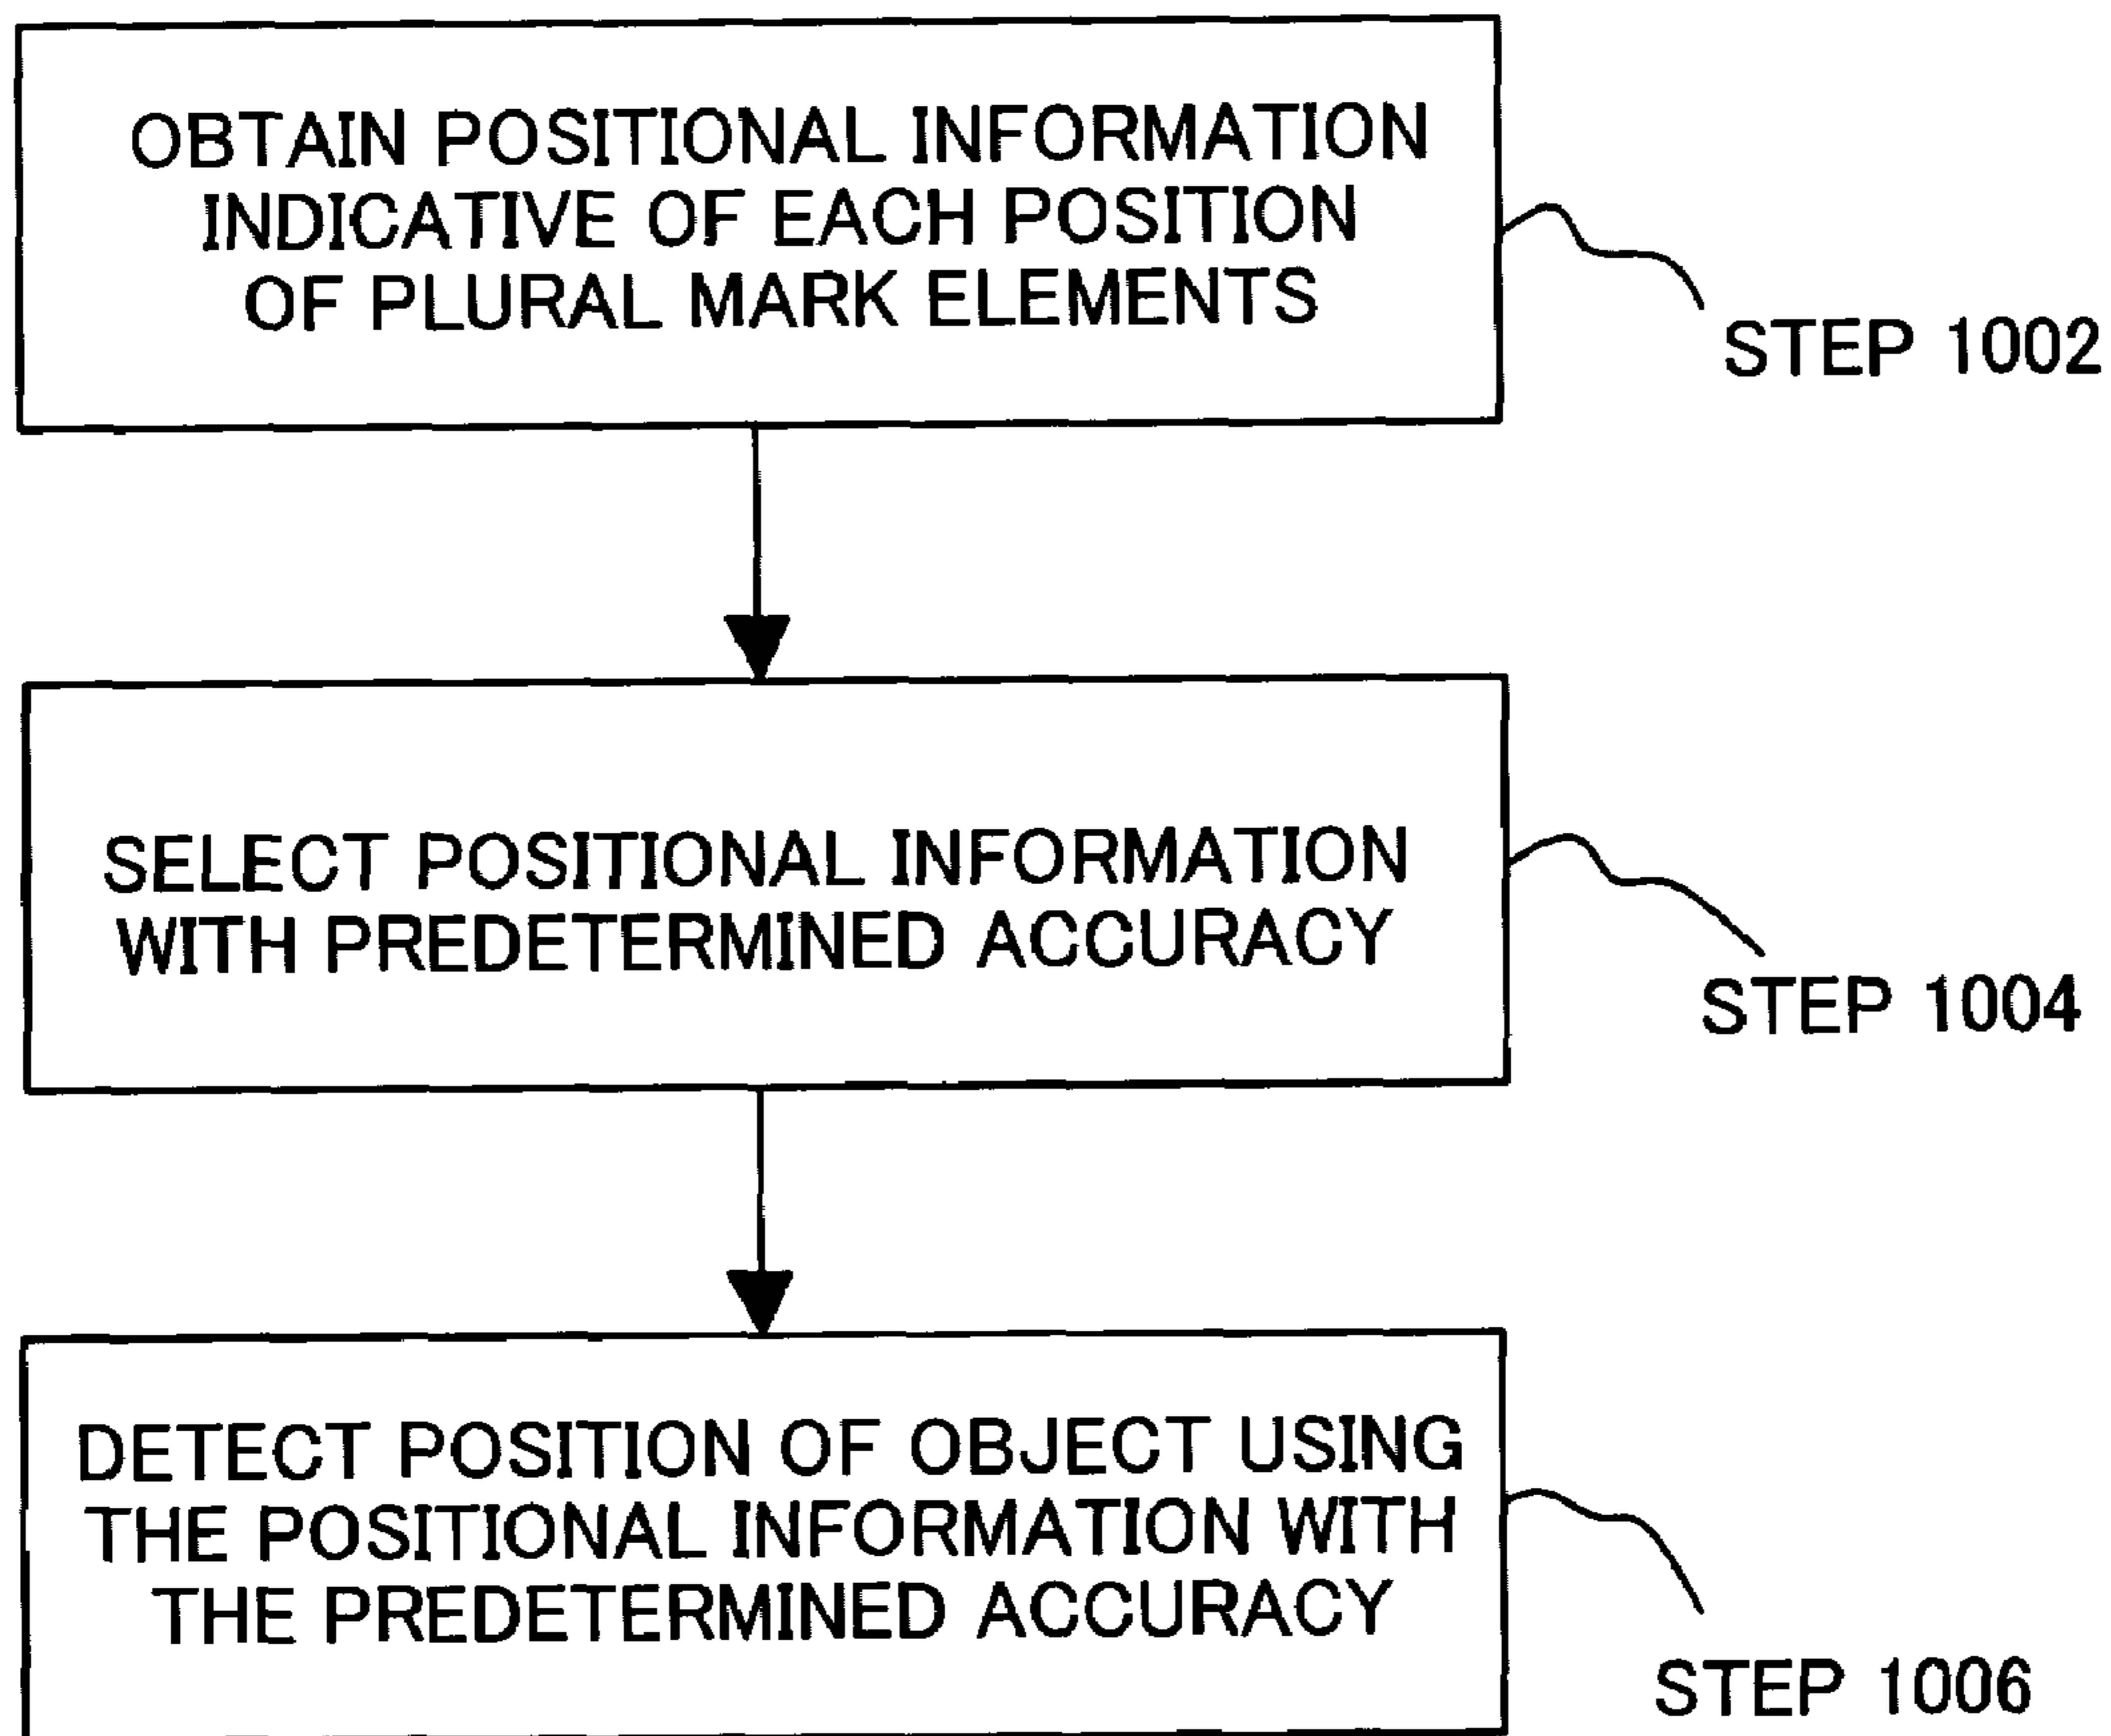 OBTAIN POSITIONAL INFORMATION
INDICATIVE OF EACH POSITION
OF PLURAL MARK ELEMENTS
STEP 1002
SELECT POSITIONAL INFORMATION
WITH PREDETERMINED ACCURACY
STEP 1004
DETECT POSITION OF OBJECT USING
THE POSITIONAL INFORMATION WITH
THE PREDETERMINED ACCURACY
STEP 1006